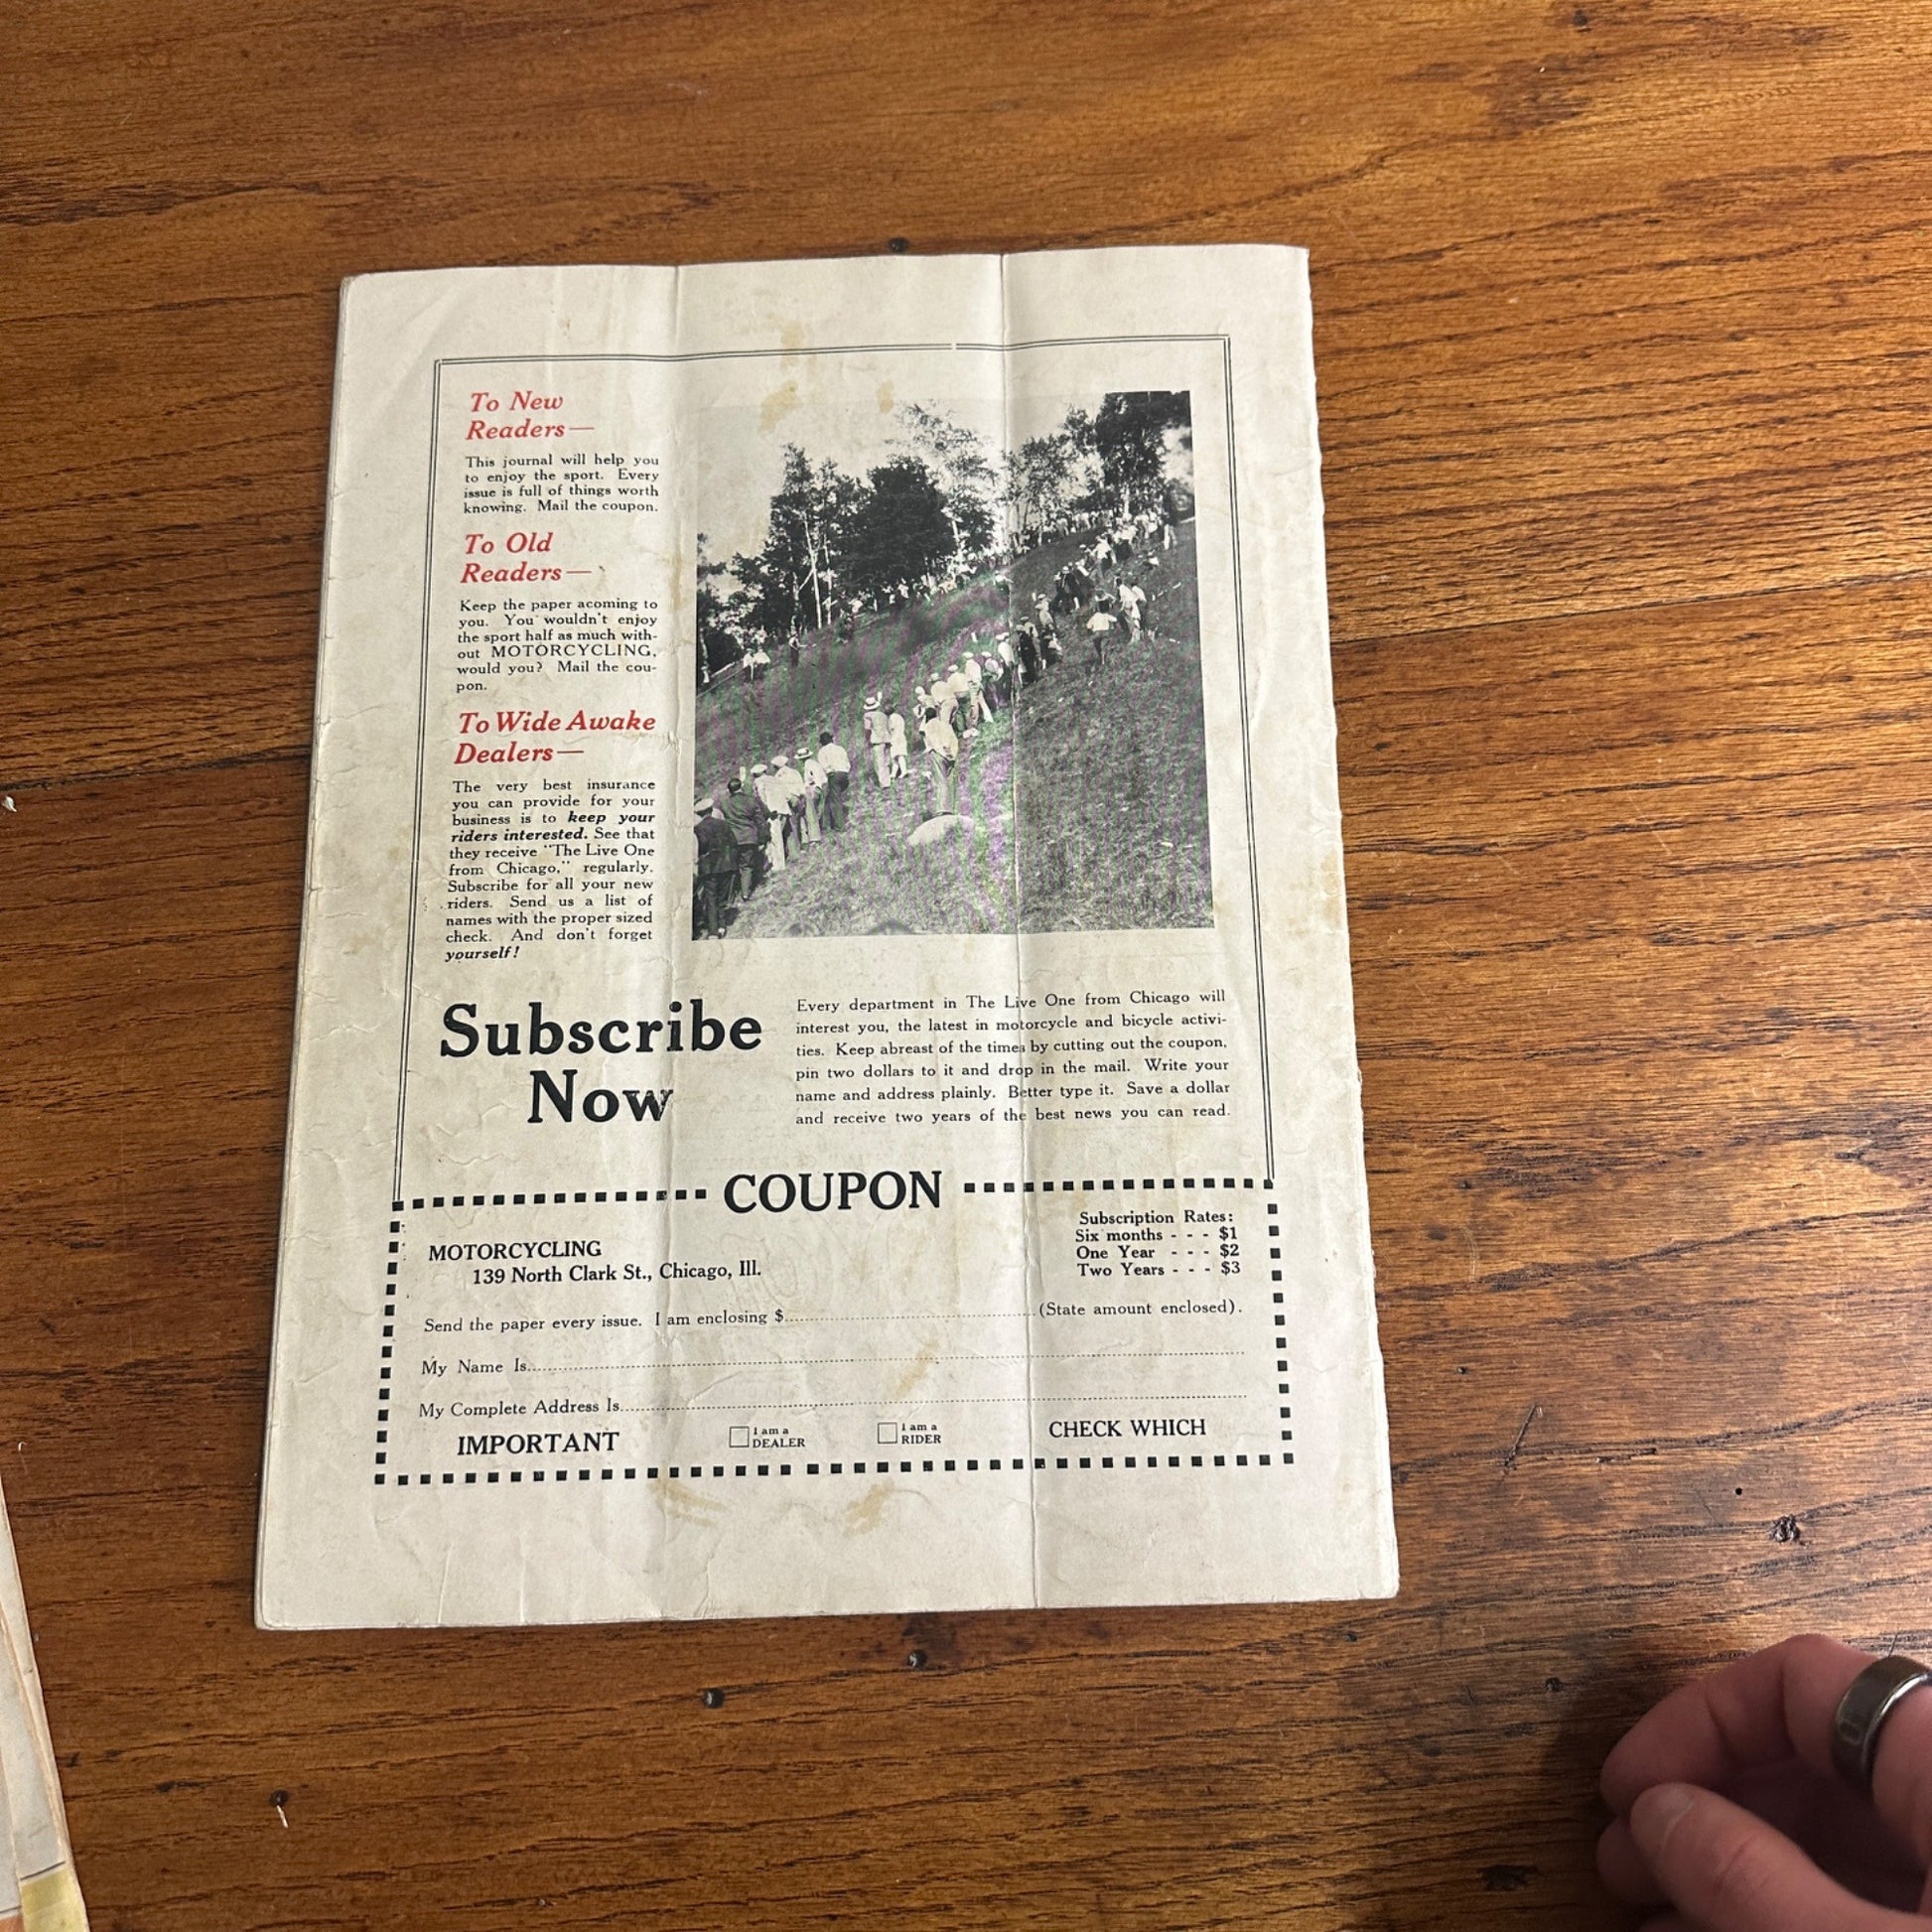 To New
Readers—
This journal will help you
to enjoy the sport. Every
issue is full of things worth
knowing. Mail the coupon.
To Old
Readers—
Keep the paper acoming to
you. You wouldn't enjoy
the sport half as much with-
out MOTORCYCLING,
would you? Mail the cou-
pon.
To Wide Awake
Dealers—
The very best insurance
you can provide for your
business is to keep your
riders interested. See that
they receive "The Live One
from Chicago," regularly.
Subscribe for all your new
riders. Send us a list of
names with the proper sized
check. And don't forget
yourself!
Subscribe
Now
Every department in The Live One from Chicago will
interest you, the latest in motorcycle and bicycle activi-
ties. Keep abreast of the times by cutting out the coupon,
pin two dollars to it and drop in the mail. Write your
name and address plainly. Better type it. Save a dollar
and receive two years of the best news you can read.
COUPON
MOTORCYCLING
139 North Clark St., Chicago, Ill.
Subscription Rates:
Six months - - - $1
One Year - - - $2
Two Years - - - $3
Send the paper every issue. I am enclosing $..............................(State amount enclosed).
My Name Is..............................
My Complete Address Is..............................
IMPORTANT
I am a
DEALER
I am a
RIDER
CHECK WHICH